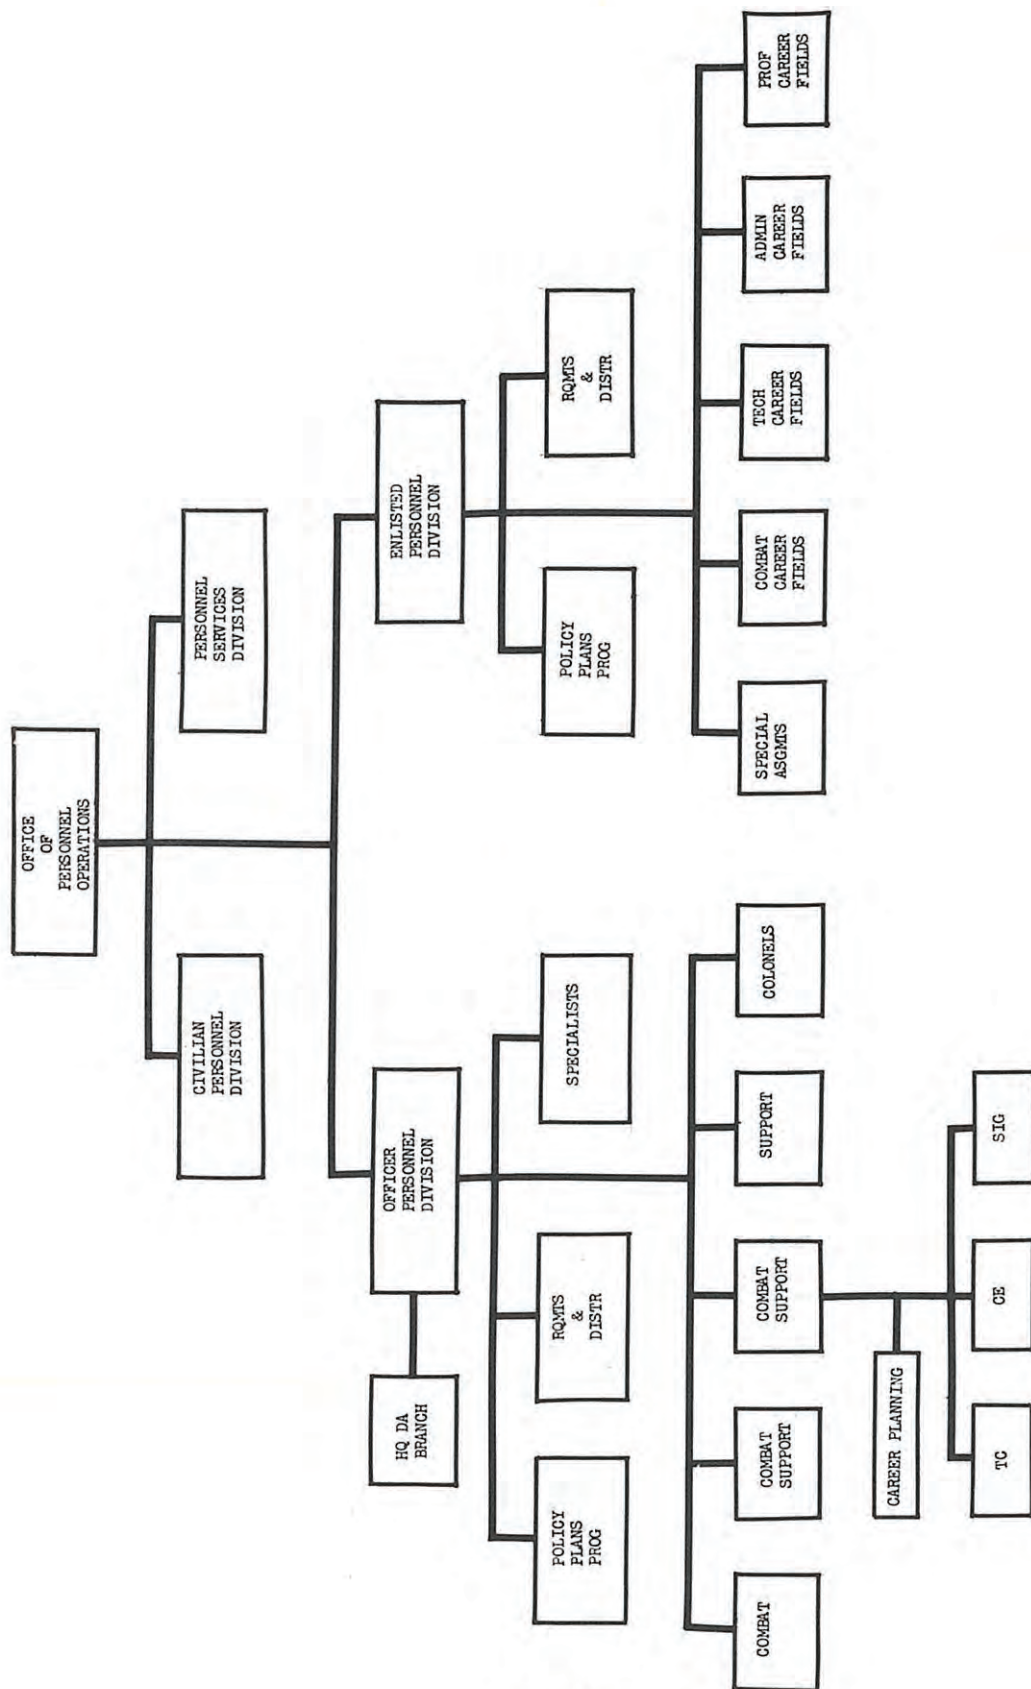 OFFICE
OF
PERSONNEL
OPERATIONS
CIVILIAN
PERSONNEL
DIVISION
PERSONNEL
SERVICES
DIVISION
HQ DA
BRANCH
OFFICER
PERSONNEL
DIVISION
ENLISTED
PERSONNEL
DIVISION
POLICY
PLANS
PROG
RQMTS
&
DISTR
SPECIALISTS
POLICY
PLANS
PROG
RQMTS
&
DISTR
COMBAT
COMBAT
SUPPORT
COMBAT
SUPPORT
SUPPORT
COLONELS
SPECIAL
ASGMTS
COMBAT
CAREER
FIELDS
TECH
CAREER
FIELDS
ADMIN
CAREER
FIELDS
PROF
CAREER
FIELDS
CAREER PLANNING
TC
CE
SIG